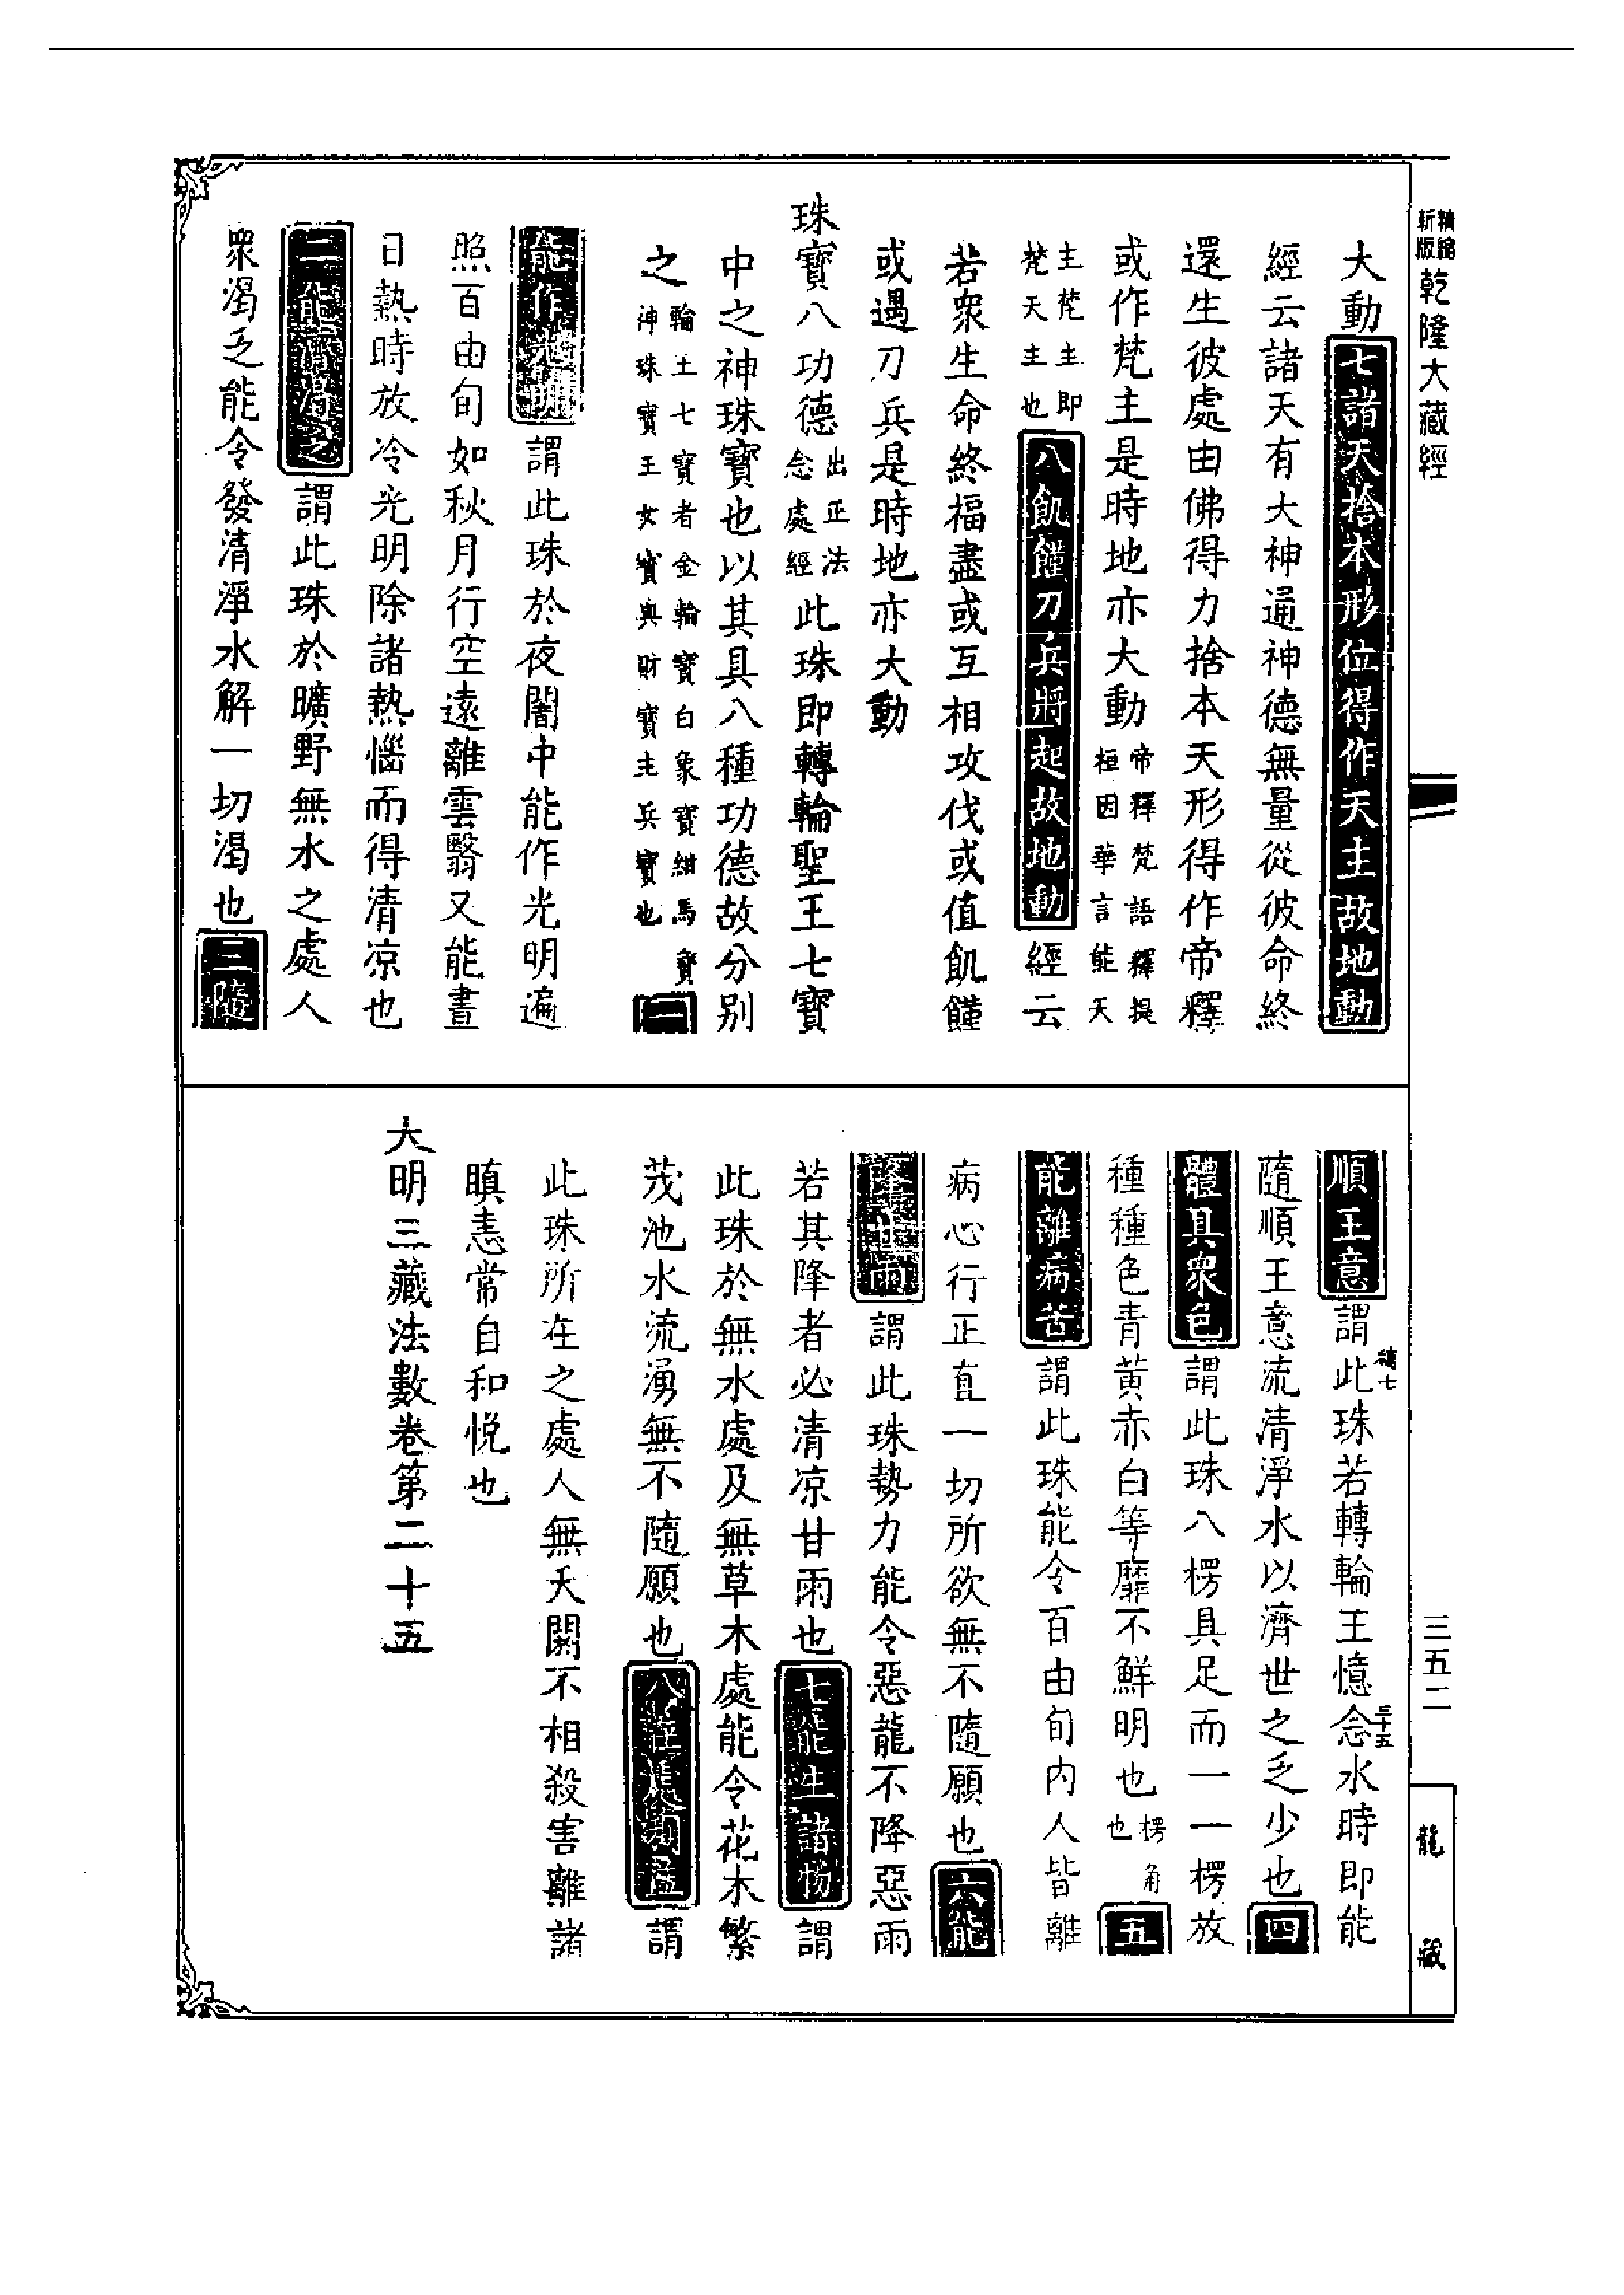 精縮新版乾隆大藏經
大動七諸天捨本形位得作天主故地動
經云諸天有大神通神德無量從彼命終
還生彼處由佛得力捨本天形得作帝釋
或作梵主是時地亦大動帝釋梵語釋提桓因華言能天
主梵主即梵天主也八飢饉刀兵將起故地動經云
若衆生命終福盡或互相攻伐或值飢饉
或遇刀兵是時地亦大動
珠寶八功德出正法念處經此珠即轉輪聖王七寶
中之神珠寶也以其具八種功德故分别
之輪王七寶者金輪寶白象寶紺馬寶神珠寶王女寶典財寶主兵寶也一
能作光明謂此珠於夜闇中能作光明遍
照百由旬如秋月行空遠離雲翳又能晝
日熱時放冷光明除諸熱惱而得清凉也
二能濟渴乏謂此珠於曠野無水之處人
衆渴乏能令發清淨水解一切渴也三隨
順王意謂此珠若轉輪王憶念水時即能
隨順王意流清淨水以濟世之乏少也四
體具衆色謂此珠八楞具足而一一楞放
種種色青黃赤白等靡不鮮明也楞角也五
能離病苦謂此珠能令百由旬內人皆離
病心行正直一切所欲無不隨願也六能
降甘雨謂此珠勢力能令惡龍不降惡雨
若其降者必清凉甘雨也七能生諸物謂
此珠於無水處及無草木處能令花木繁
茂池水流湧無不隨願也八在處利益謂
此珠所在之處人無夭閼不相殺害離諸
瞋恚常自和悅也
大明三藏法數卷第二十五
三十五
三五二
龍藏